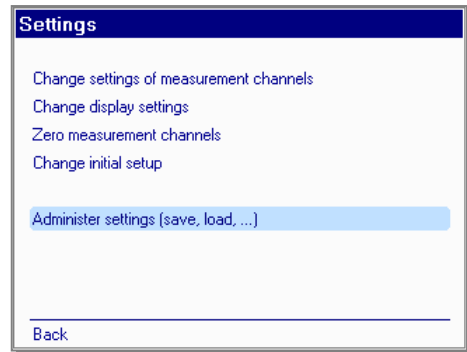 Settings
Change settings of measurement channels
Change display settings
Zero measurement channels
Change initial setup
Administer settings (save, load, ...)
Back